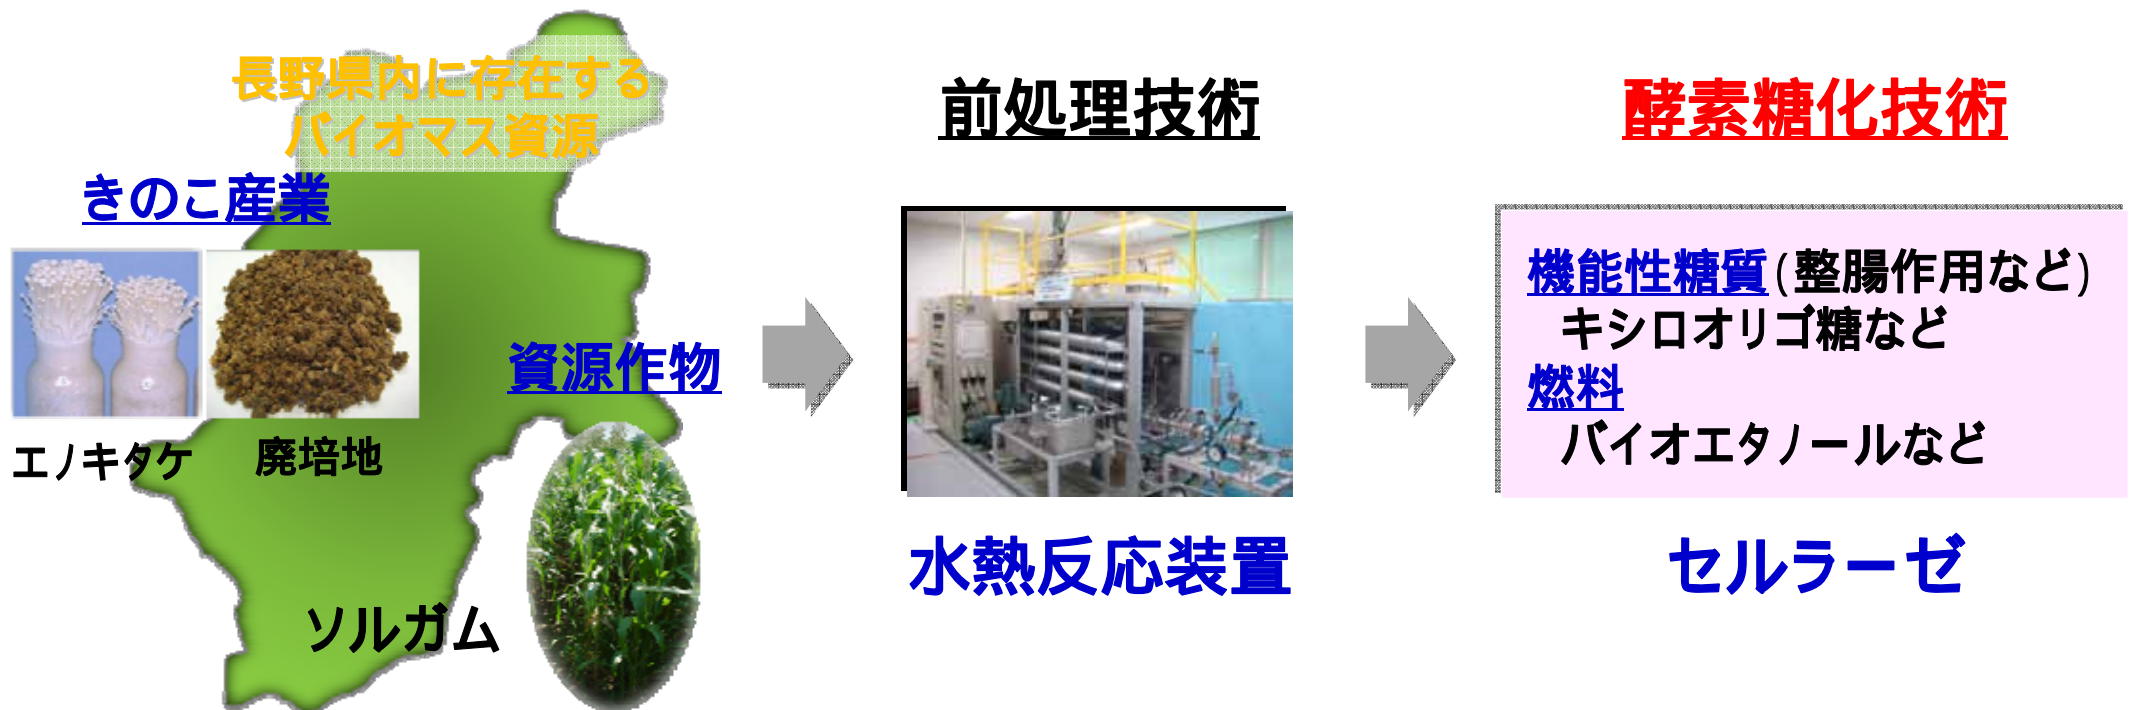 長野県内に存在する
バイオマス資源
きのこ産業
エノキタケ
廃培地
資源作物
ソルガム
前処理技術
水熱反応装置
酵素糖化技術
機能性糖質(整腸作用など)
キシロオリゴ糖など
燃料
バイオエタノールなど
セルラーゼ